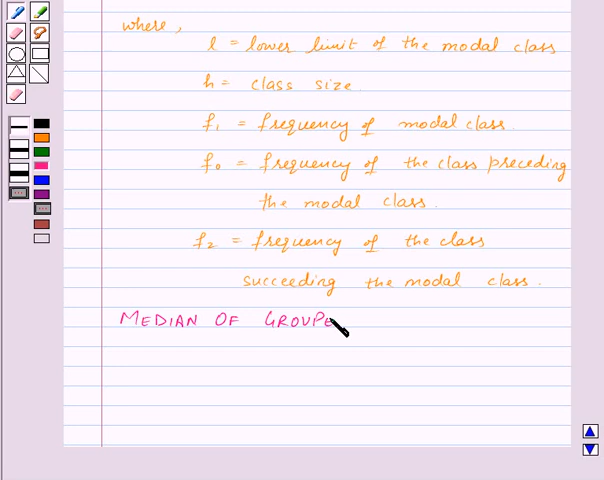 where,
l = lower limit of the modal class
h = class size.
f1 = frequency of modal class.
f0 = frequency of the class preceding
the modal class.
f2 = frequency of the class
succeeding the modal class.
MEDIAN OF GROUPE